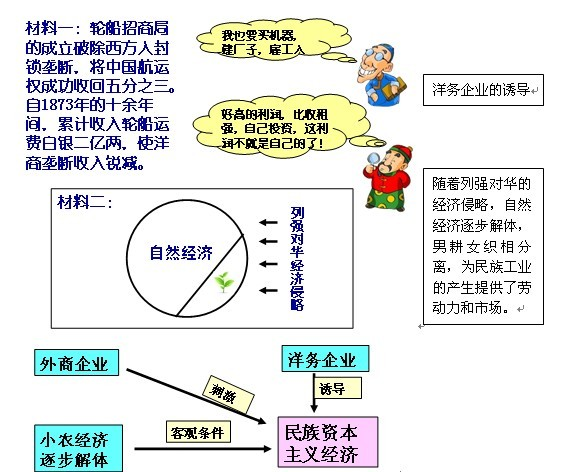 材料一：轮船招商局
的成立破除西方人封
锁垄断，将中国航运
权成功收回五分之三。
自1873年的十余年
间，累计收入轮船运
费白银二亿两，使洋
商垄断收入锐减。
我也要买机器，
建厂子，雇工人
好高的利润，比收租
强，自己投资，这利
润不就是自己的了！
洋务企业的诱导
随着列强对华的
经济侵略，自然
经济逐步解体，
男耕女织相分
离，为民族工业
的产生提供了劳
动力和市场。
材料二：
自然经济
列强对华经济侵略
外商企业
刺激
洋务企业
诱导
小农经济
逐步解体
客观条件
民族资本
主义经济